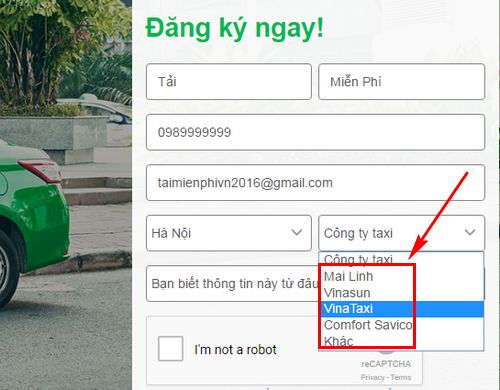 Đăng ký ngay!
Tải
Miễn Phí
0989999999
taimienphivn2016@gmail.com
Hà Nội
Công ty taxi
Công ty taxi
Mai Linh
Vinasun
VinaTaxi
Comfort Savico
Khác
Bạn biết thông tin này từ đâu
I'm not a robot
reCAPTCHA
Privacy - Terms